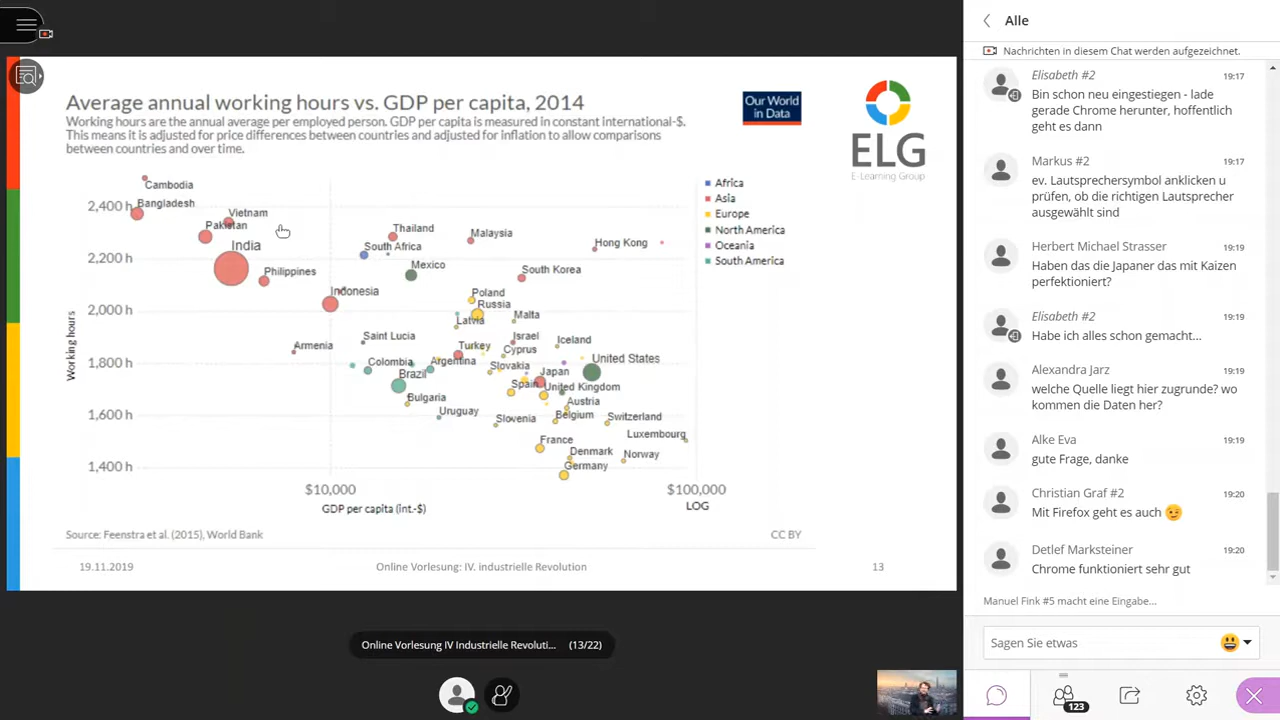 Average annual working hours vs. GDP per capita, 2014
Working hours are the annual average per employed person. GDP per capita is measured in constant international-$.
This means it is adjusted for price differences between countries and adjusted for inflation to allow comparisons
between countries and over time.
Our World
in Data
ELG
E-Learning Group
Cambodia
Bangladesh
2,400 h
Vietnam
Pakistan
India
Philippines
2,200 h
Thailand
South Africa
Mexico
Malaysia
Hong Kong
South Korea
Indonesia
2,000 h
Poland
Russia
Latvia
Malta
Armenia
Saint Lucia
Israel
Iceland
1,800 h
Turkey
Cyprus
Colombia
Argentina
Slovakia
United States
Brazil
Japan
Spain
United Kingdom
Bulgaria
Austria
1,600 h
Uruguay
Slovenia
Belgium
Switzerland
Luxembourg
France
Denmark
Norway
1,400 h
Germany
Working hours
$10,000
$100,000
GDP per capita (int.-$)
LOG
Africa
Asia
Europe
North America
Oceania
South America
Source: Feenstra et al. (2015), World Bank
CC BY
19.11.2019
Online Vorlesung: IV. industrielle Revolution
13
Online Vorlesung IV Industrielle Revoluti... (13/22)
Alle
Nachrichten in diesem Chat werden aufgezeichnet.
Elisabeth #2 19:17
Bin schon neu eingestiegen - lade
gerade Chrome herunter, hoffentlich
geht es dann
Markus #2 19:17
ev. Lautsprechersymbol anklicken u
prüfen, ob die richtigen Lautsprecher
ausgewählt sind
Herbert Michael Strasser 19:19
Haben das die Japaner das mit Kaizen
perfektioniert?
Elisabeth #2 19:19
Habe ich alles schon gemacht...
Alexandra Jarz 19:19
welche Quelle liegt hier zugrunde? wo
kommen die Daten her?
Alke Eva 19:19
gute Frage, danke
Christian Graf #2 19:20
Mit Firefox geht es auch 😉
Detlef Marksteiner 19:20
Chrome funktioniert sehr gut
Manuel Fink #5 macht eine Eingabe...
Sagen Sie etwas
123